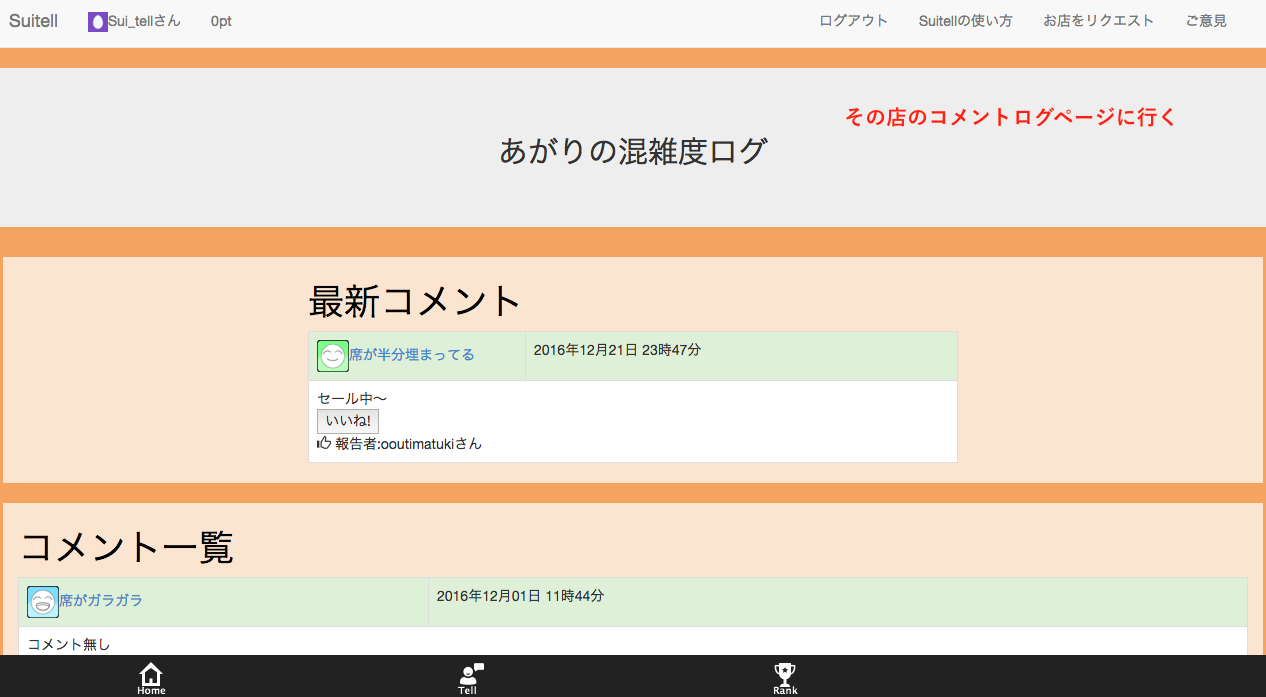 Suitell Sui_tellさん 0pt ログアウト Suitellの使い方 お店をリクエスト ご意見
その店のコメントログページに行く
あがりの混雑度ログ
最新コメント
席が半分埋まってる 2016年12月21日 23時47分
セール中〜
いいね!
報告者:ooutimatukiさん
コメント一覧
席がガラガラ 2016年12月01日 11時44分
コメント無し
Home Tell Rank